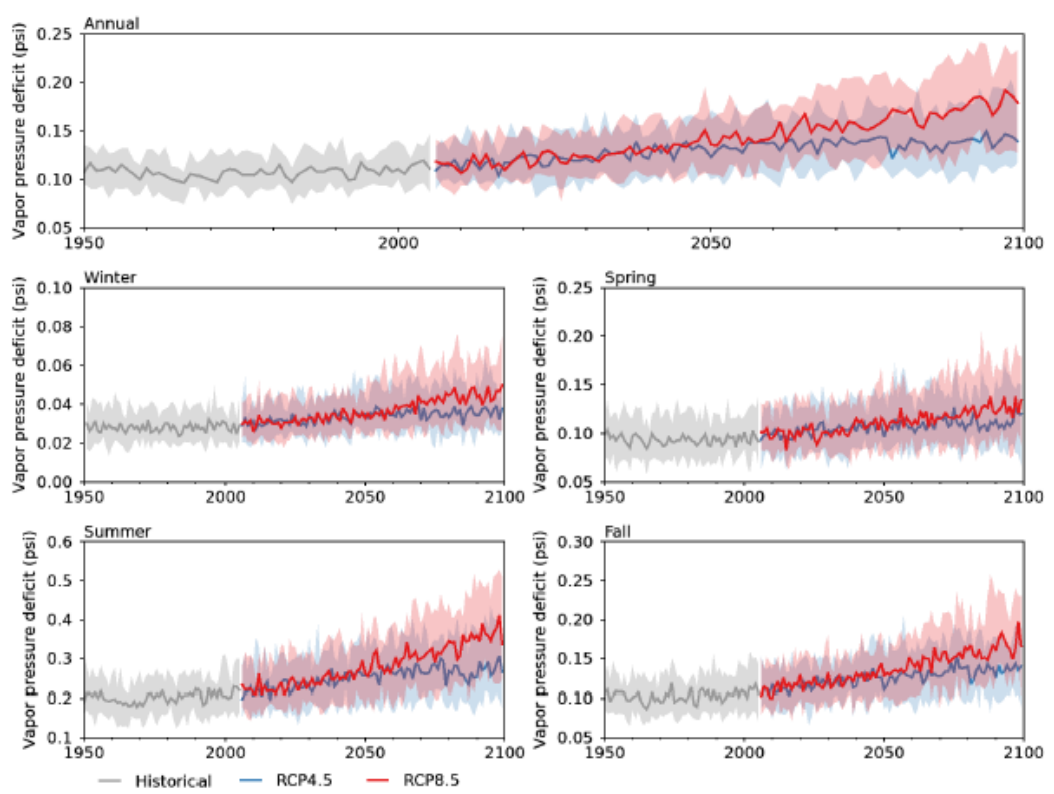 Annual
Vapor pressure deficit (psi)
0.25
0.20
0.15
0.10
0.05
1950 2000 2050 2100
Winter
Vapor pressure deficit (psi)
0.10
0.08
0.06
0.04
0.02
0.00
1950 2000 2050 2100
Spring
Vapor pressure deficit (psi)
0.25
0.20
0.15
0.10
0.05
1950 2000 2050 2100
Summer
Vapor pressure deficit (psi)
0.6
0.5
0.4
0.3
0.2
0.1
1950 2000 2050 2100
Fall
Vapor pressure deficit (psi)
0.30
0.25
0.20
0.15
0.10
0.05
1950 2000 2050 2100
Historical RCP4.5 RCP8.5